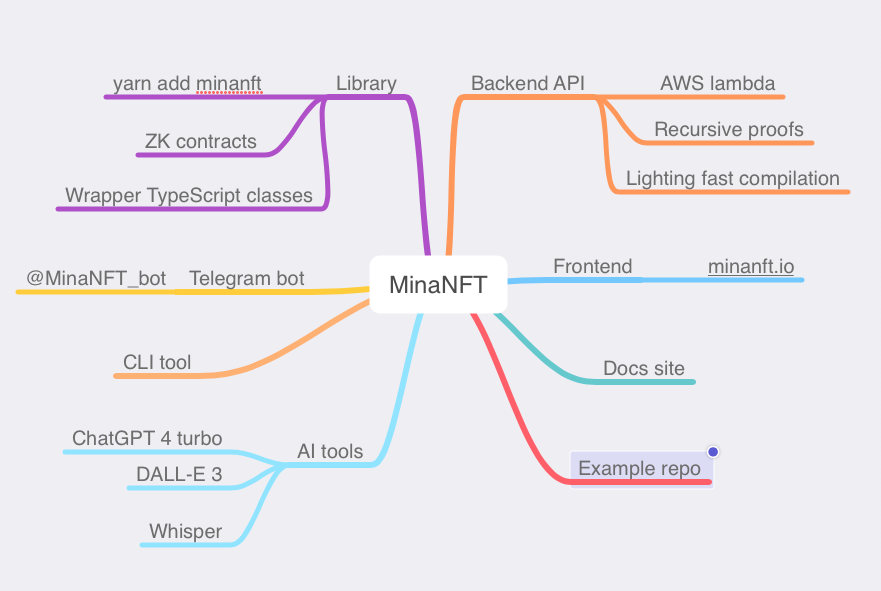 MinaNFT
Library
yarn add minanft
ZK contracts
Wrapper TypeScript classes
Backend API
AWS lambda
Recursive proofs
Lighting fast compilation
Telegram bot
@MinaNFT_bot
Frontend
minanft.io
CLI tool
Docs site
AI tools
ChatGPT 4 turbo
DALL-E 3
Whisper
Example repo